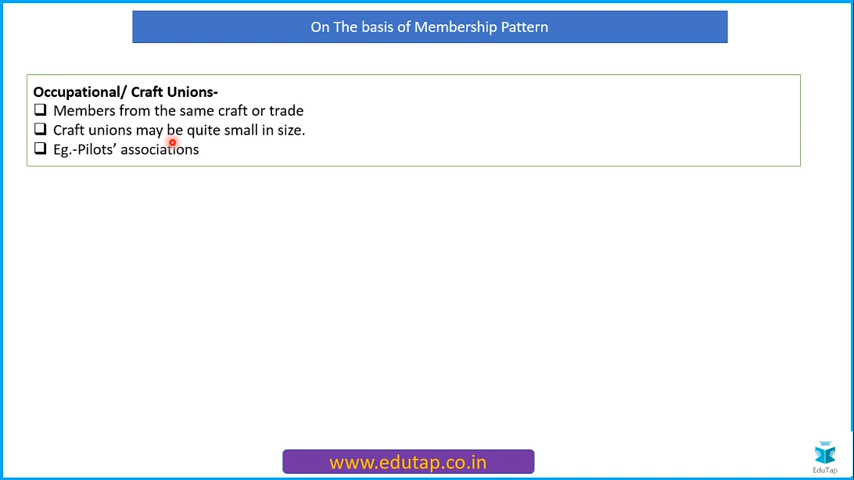 On The basis of Membership Pattern
Occupational/ Craft Unions-
Members from the same craft or trade
Craft unions may be quite small in size.
Eg.-Pilots’ associations
www.edutap.co.in
EduTap